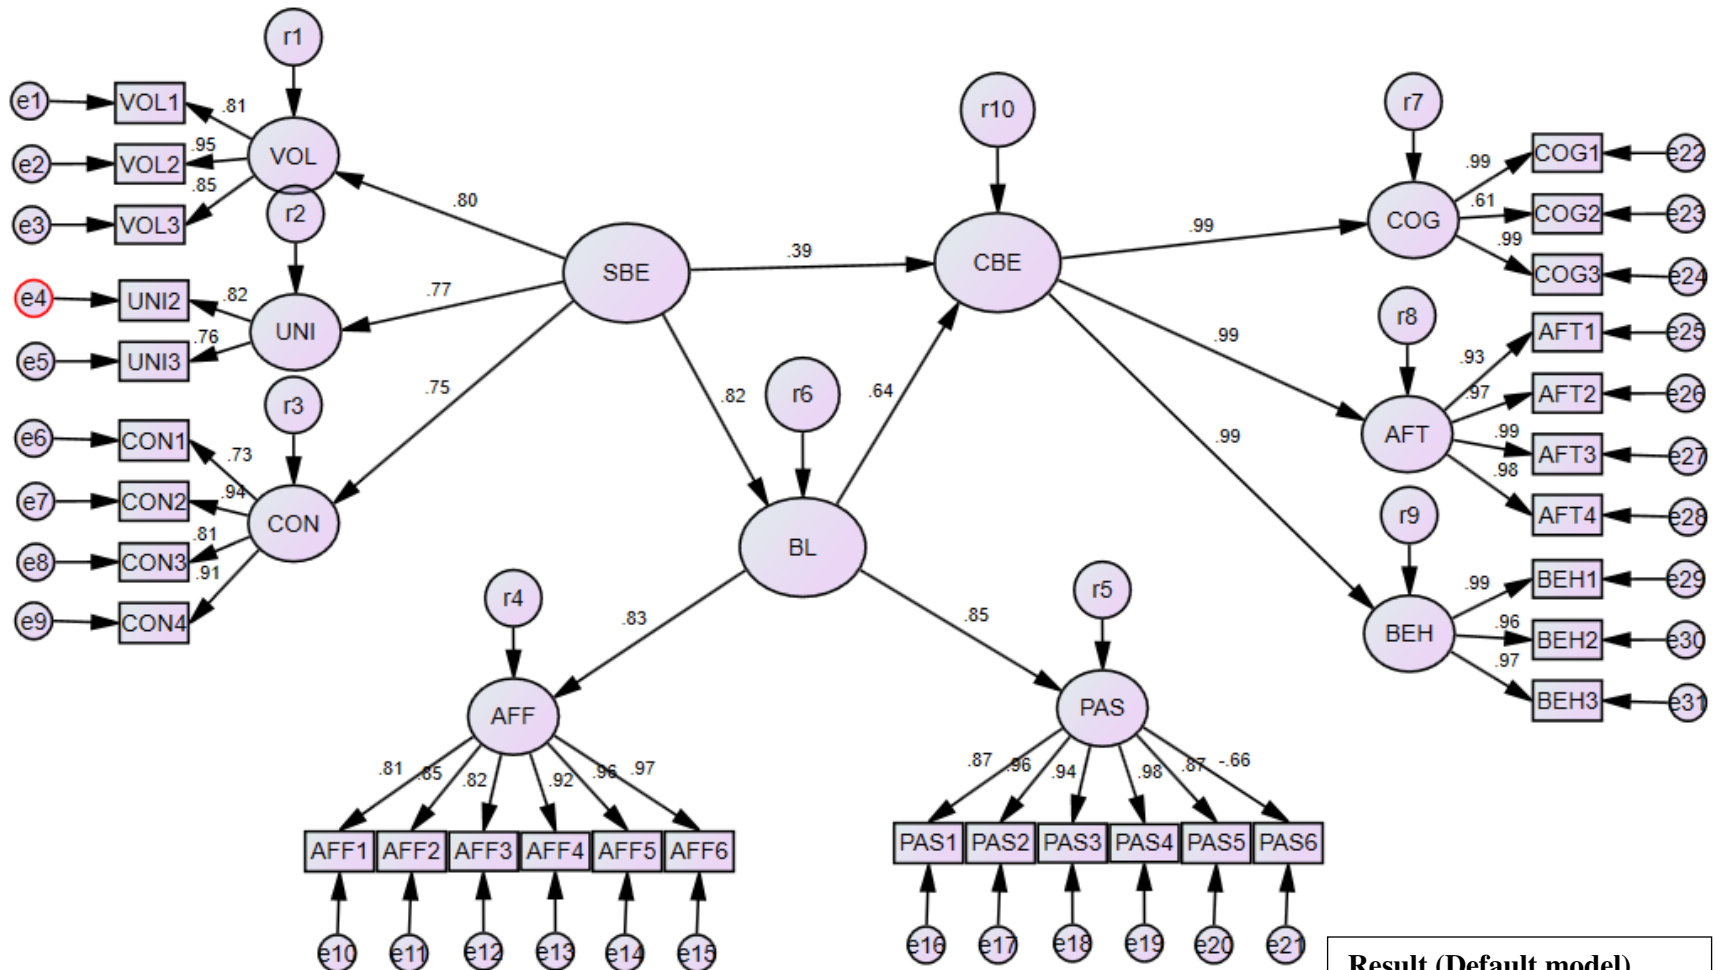 r1
e1 VOL1 .81
e2 VOL2 .95 VOL
e3 VOL3 .85
r2
.80
e4 UNI2 .82
e5 UNI3 .76 UNI
.77
r3
e6 CON1 .73
e7 CON2 .94 CON
e8 CON3 .81
e9 CON4 .91
.75
SBE
.39
.82
r10
CBE
.64
r6
BL
.83
.85
r4
AFF
.81 .85 .82 .92 .96 .97
AFF1 AFF2 AFF3 AFF4 AFF5 AFF6
e10 e11 e12 e13 e14 e15
r5
PAS
.87 .96 .94 .98 .87 -.66
PAS1 PAS2 PAS3 PAS4 PAS5 PAS6
e16 e17 e18 e19 e20 e21
.99
.99
.99
r7
COG
.99 COG1 e22
.61 COG2 e23
.99 COG3 e24
r8
AFT
.93 AFT1 e25
.97 AFT2 e26
.99 AFT3 e27
.98 AFT4 e28
r9
BEH
.99 BEH1 e29
.96 BEH2 e30
.97 BEH3 e31
Result (Default model)